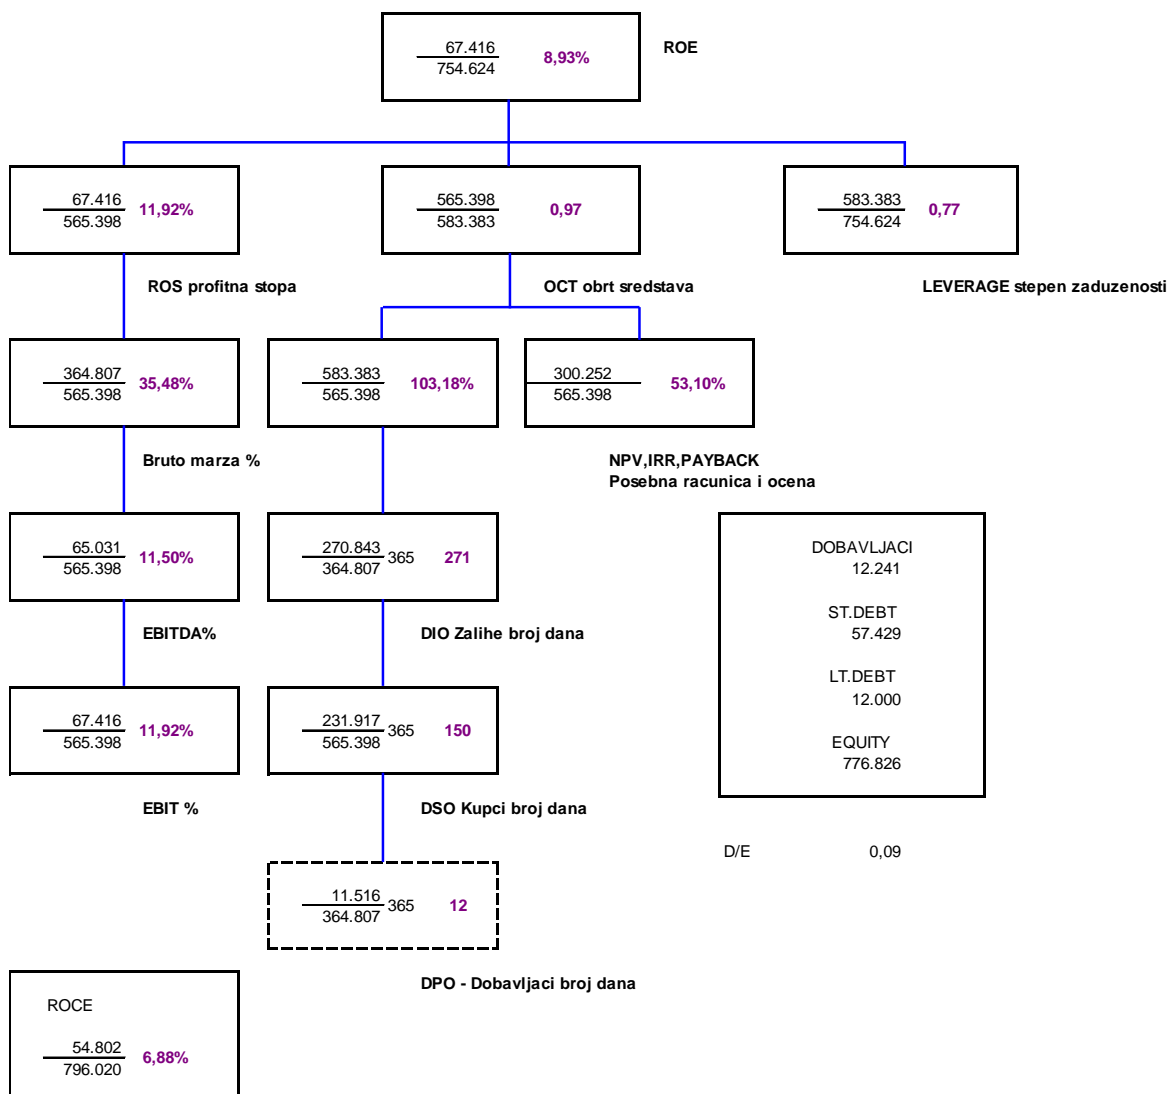 67.416
754.624
8,93%
ROE
67.416
565.398
11,92%
565.398
583.383
0,97
583.383
754.624
0,77
ROS profitna stopa
OCT obrt sredstava
LEVERAGE stepen zaduzenosti
364.807
565.398
35,48%
583.383
565.398
103,18%
300.252
565.398
53,10%
Bruto marza %
NPV,IRR,PAYBACK
Posebna racunica i ocena
65.031
565.398
11,50%
270.843
364.807
365
271
DOBAVLJACI
12.241
ST.DEBT
57.429
LT.DEBT
12.000
EQUITY
776.826
EBITDA%
DIO Zalihe broj dana
67.416
565.398
11,92%
231.917
565.398
365
150
EBIT %
DSO Kupci broj dana
D/E 0,09
11.516
364.807
365
12
DPO - Dobavljaci broj dana
ROCE
54.802
796.020
6,88%